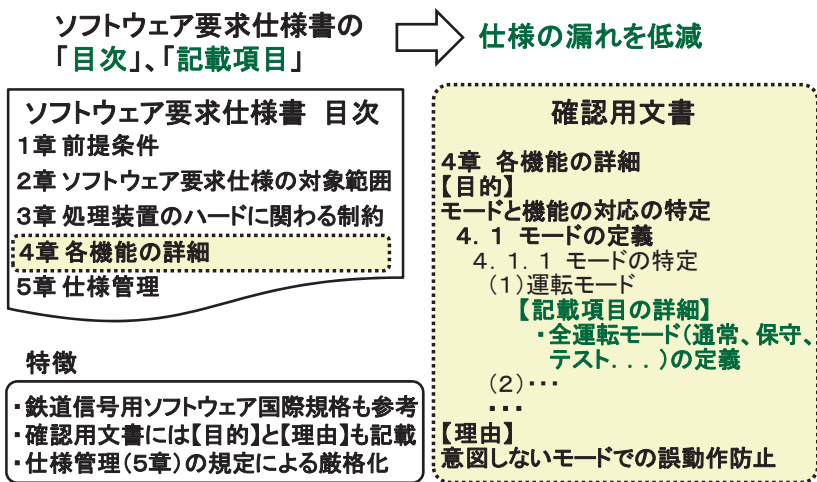 ソフトウェア要求仕様書の
「目次」、「記載項目」
仕様の漏れを低減
ソフトウェア要求仕様書 目次
1章 前提条件
2章 ソフトウェア要求仕様の対象範囲
3章 処理装置のハードに関わる制約
4章 各機能の詳細
5章 仕様管理
特徴
・鉄道信号用ソフトウェア国際規格も参考
・確認用文書には【目的】と【理由】も記載
・仕様管理(5章)の規定による厳格化
確認用文書
4章 各機能の詳細
【目的】
モードと機能の対応の特定
4. 1 モードの定義
4. 1. 1 モードの特定
(1)運転モード
【記載項目の詳細】
・全運転モード(通常、保守、
テスト. . . )の定義
(2)・・・
・・・
【理由】
意図しないモードでの誤動作防止